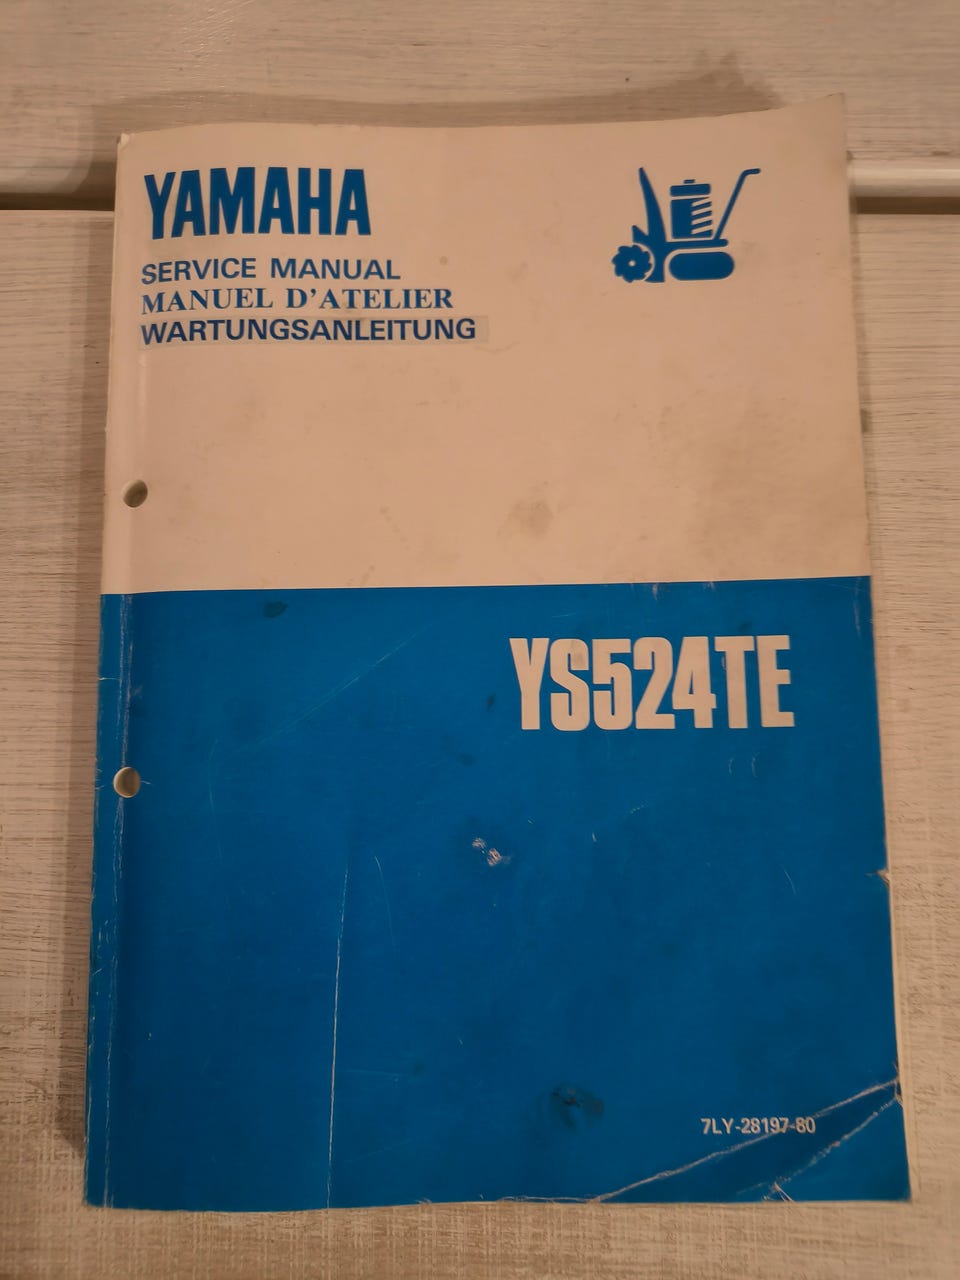 YAMAHA
SERVICE MANUAL
MANUEL D'ATELIER
WARTUNGSANLEITUNG
YS524TE
7LY-28197-80